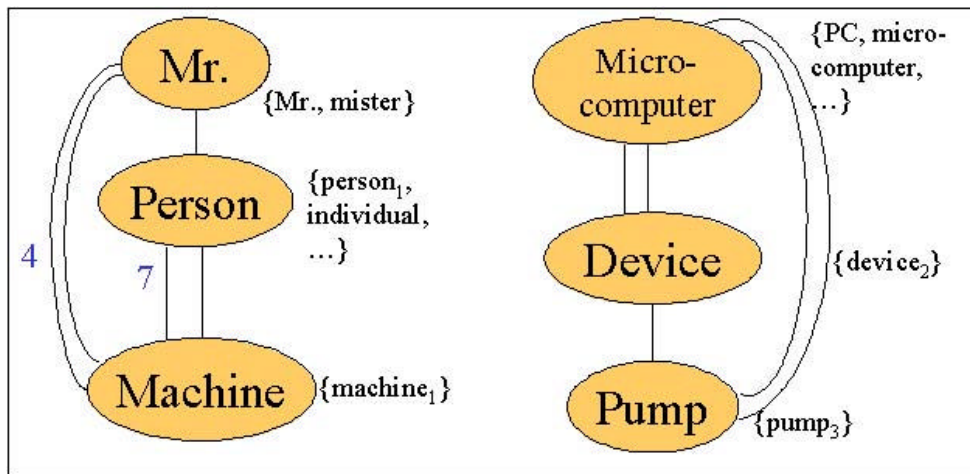 Mr.
{Mr., mister}
Person
{person₁,
individual,
…}
4
7
Machine
{machine₁}
Micro-
computer
{PC, micro-
computer,
…}
Device
{device₂}
Pump
{pump₃}